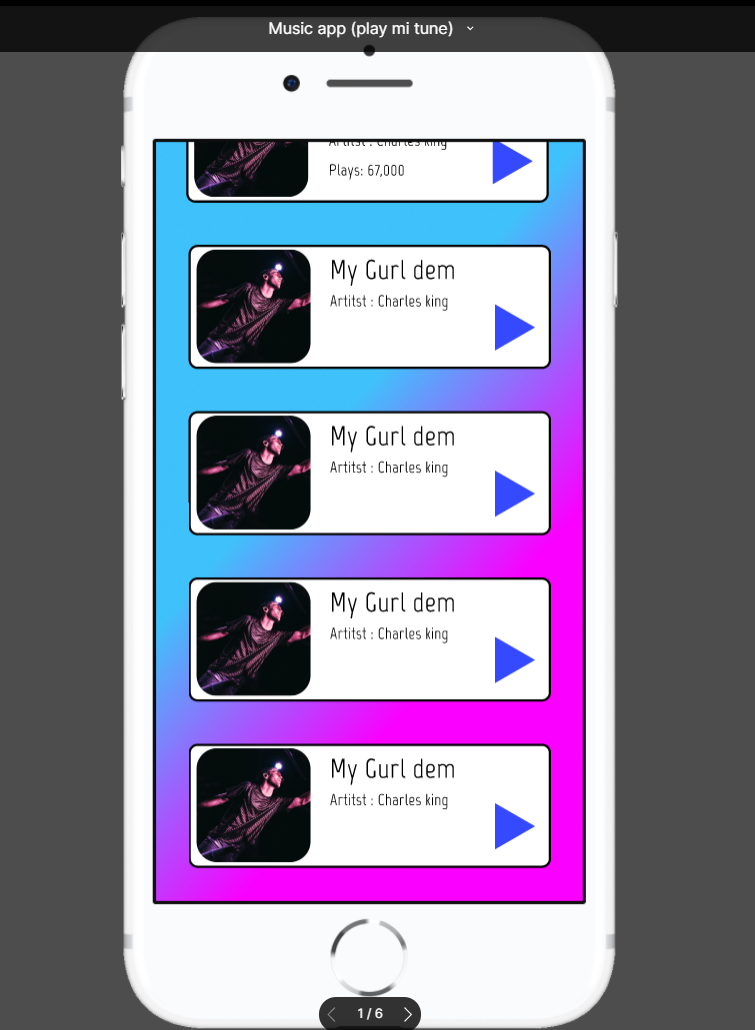 Music app (play mi tune)
Artitst : Charles king
Plays: 67,000
My Gurl dem
Artitst : Charles king
My Gurl dem
Artitst : Charles king
My Gurl dem
Artitst : Charles king
My Gurl dem
Artitst : Charles king
1 / 6